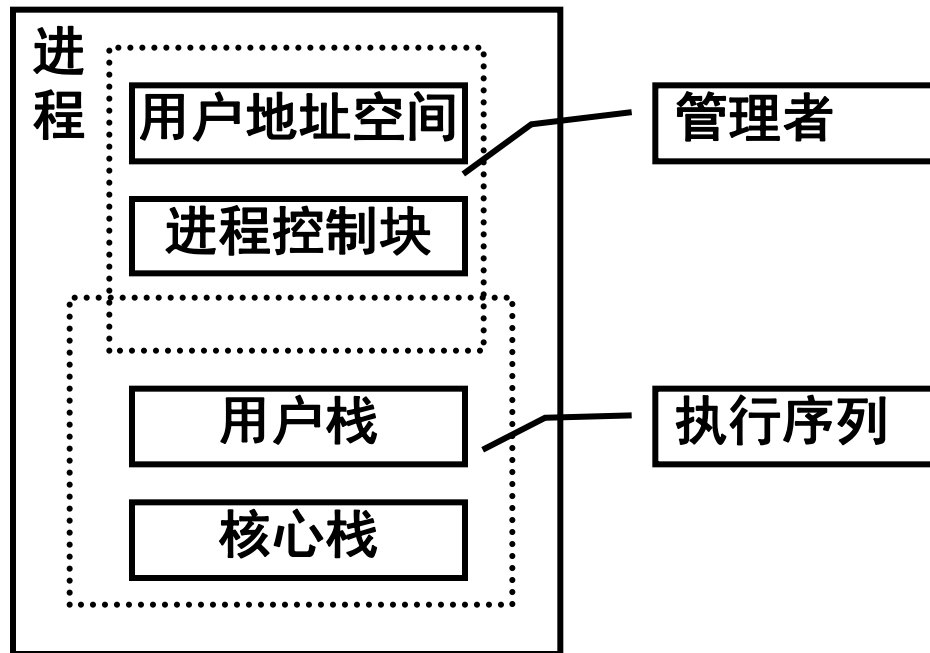 进
程
用户地址空间
管理者
进程控制块
用户栈
执行序列
核心栈